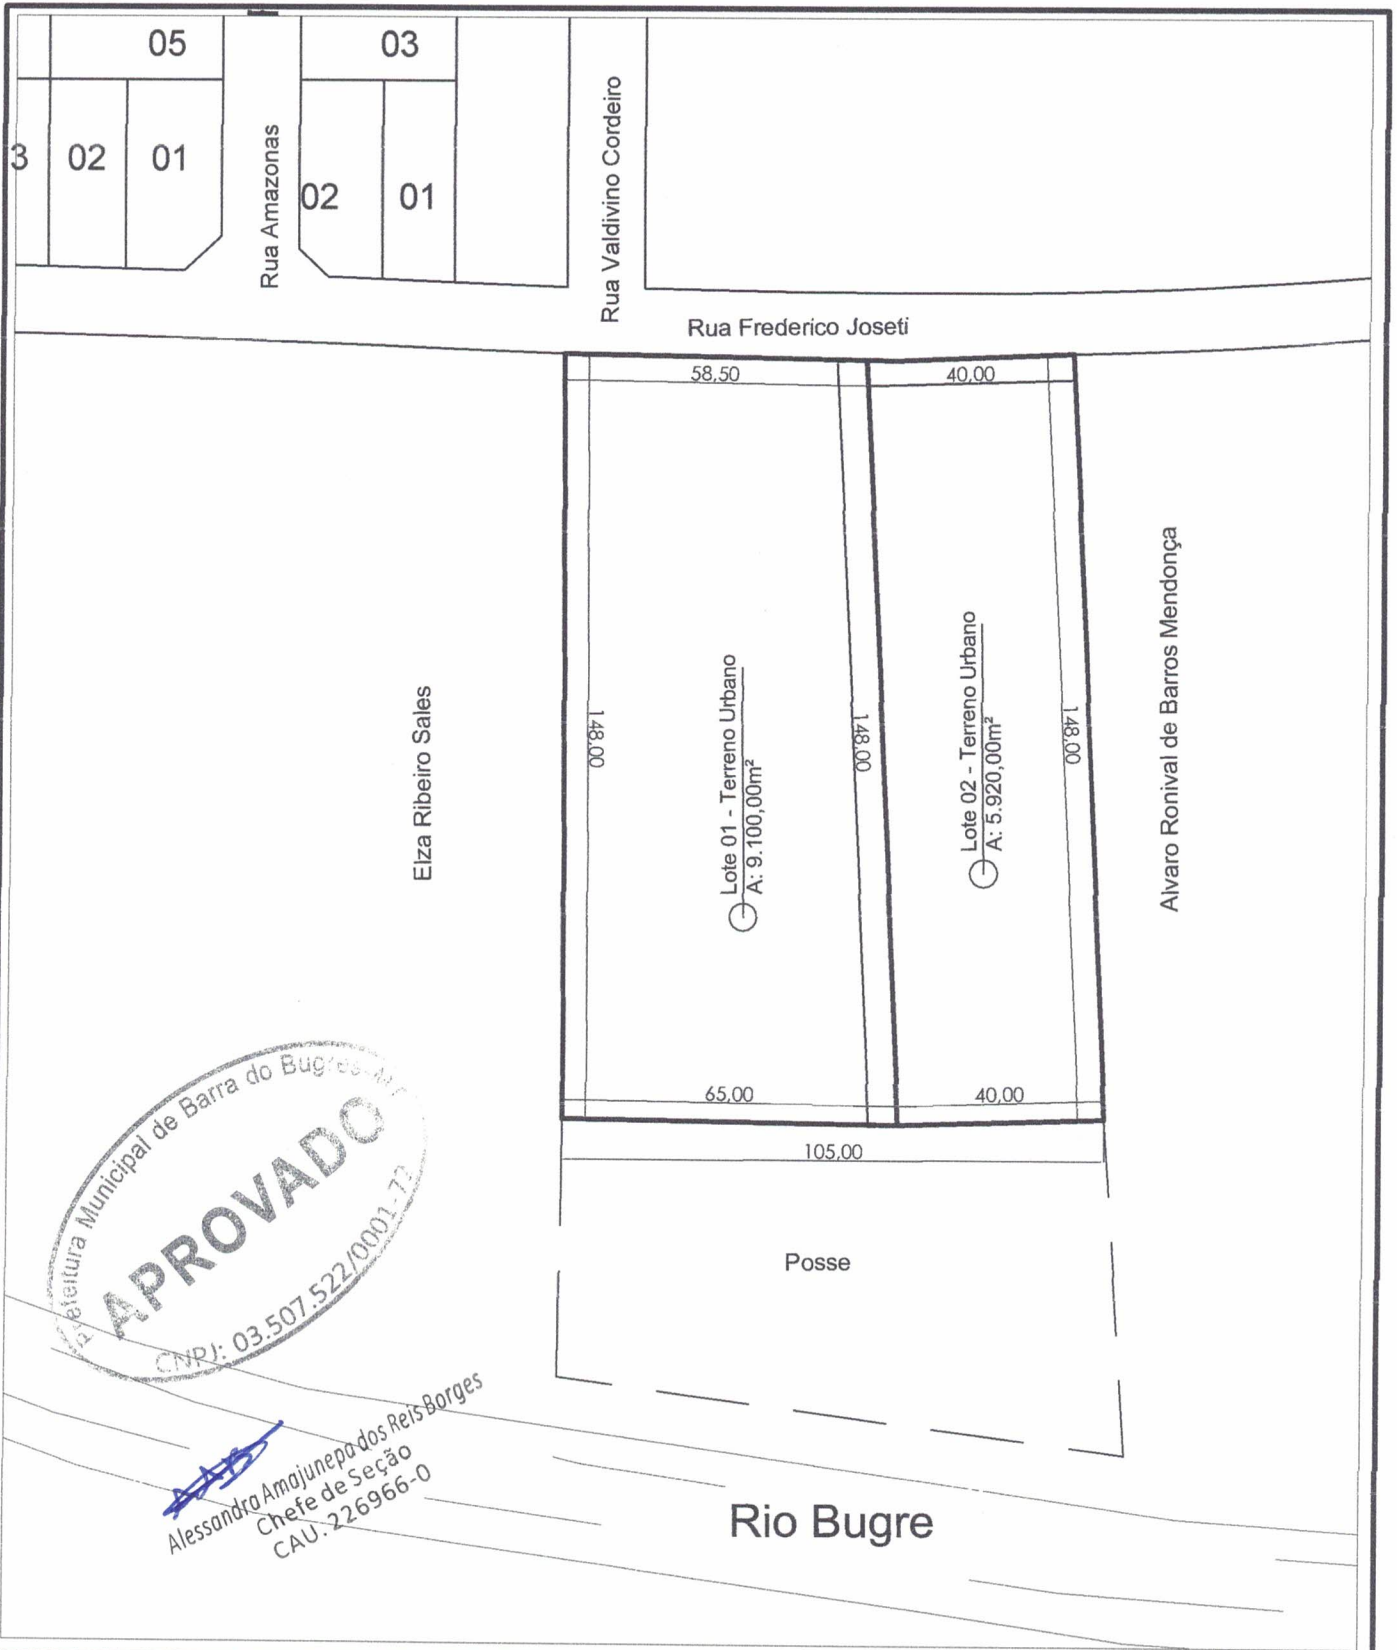 05
03
3
02
01
Rua Amazonas
02
01
Rua Valdivino Cordeiro
Rua Frederico Joseti
58,50
40,00
Elza Ribeiro Sales
148,00
Lote 01 - Terreno Urbano
A: 9.100,00m²
148,00
Lote 02 - Terreno Urbano
A: 5.920,00m²
148,00
Alvaro Ronival de Barros Mendonça
65,00
40,00
105,00
Posse
Prefeitura Municipal de Barra do Bugres
APROVADO
CNPJ: 03.507.522/0001-73
Alessandra Amajunepa dos Reis Borges
Chefe de Seção
CAU. 226966-0
Rio Bugre